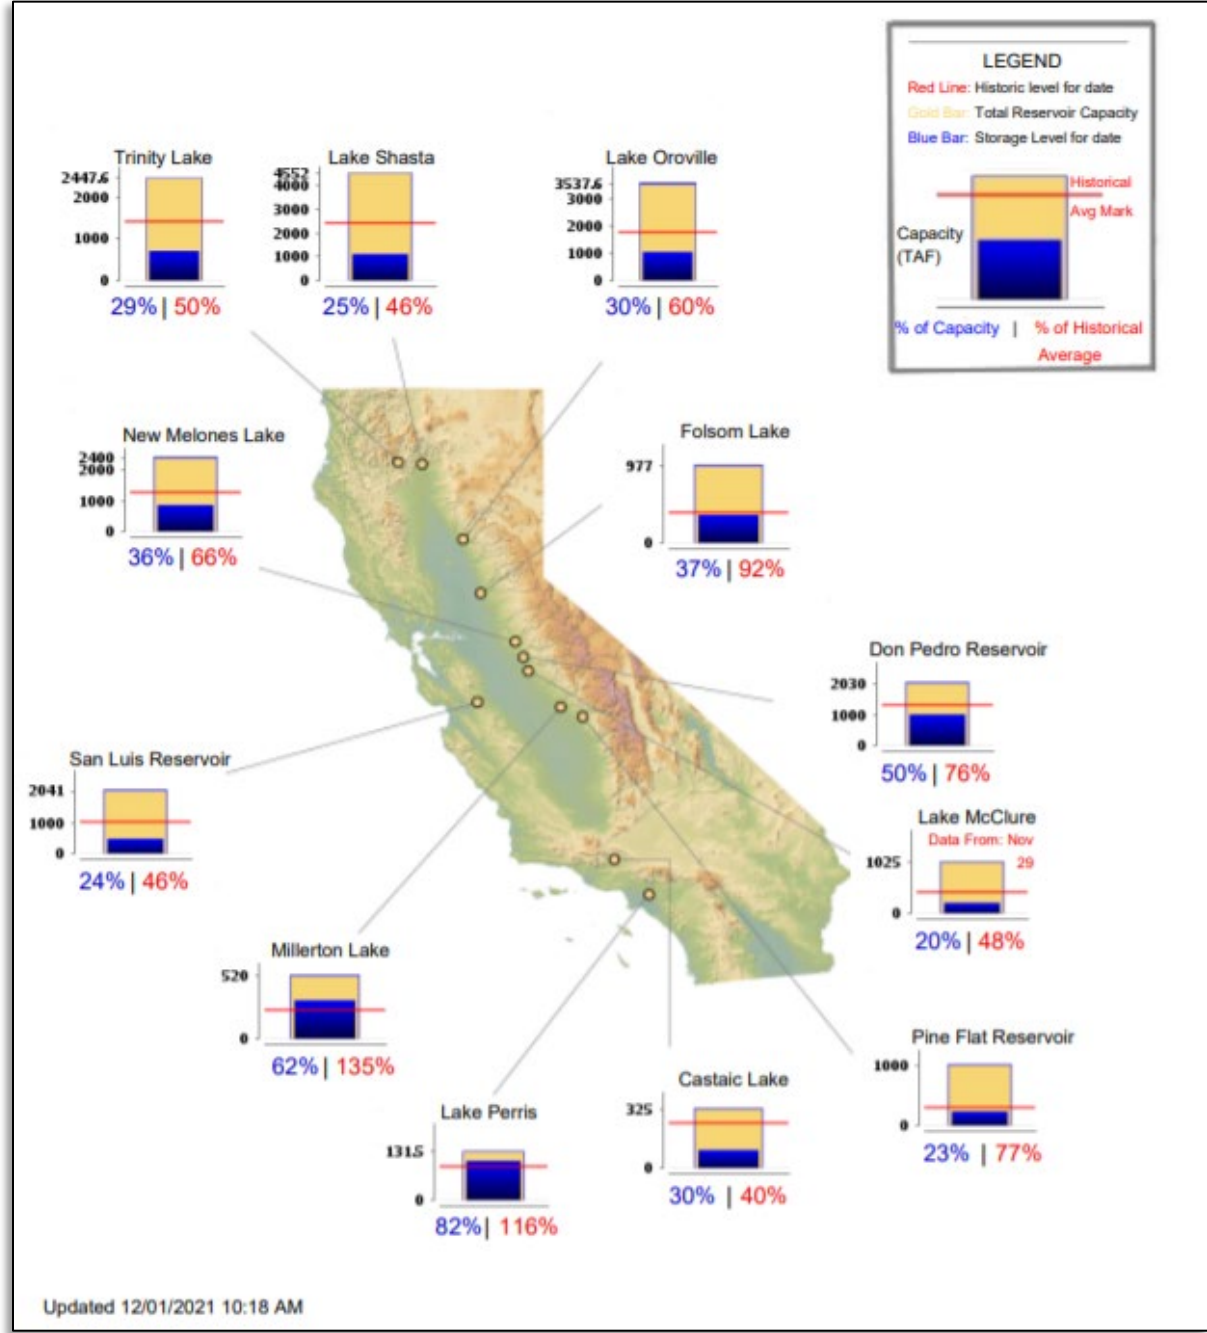 LEGEND
Red Line: Historic level for date
Gold Bar: Total Reservoir Capacity
Blue Bar: Storage Level for date
Historical
Avg Mark
Capacity
(TAF)
% of Capacity | % of Historical
Average
Trinity Lake
2447.6
2000
1000
0
29% | 50%
Lake Shasta
4552
4000
3000
2000
1000
0
25% | 46%
Lake Oroville
3537.6
3000
2000
1000
0
30% | 60%
New Melones Lake
2400
2000
1000
0
36% | 66%
Folsom Lake
977
0
37% | 92%
Don Pedro Reservoir
2030
1000
0
50% | 76%
San Luis Reservoir
2041
1000
0
24% | 46%
Lake McClure
Data From: Nov
29
1025
0
20% | 48%
Millerton Lake
520
0
62% | 135%
Pine Flat Reservoir
1000
0
23% | 77%
Castaic Lake
325
0
30% | 40%
Lake Perris
131.5
0
82% | 116%
Updated 12/01/2021 10:18 AM